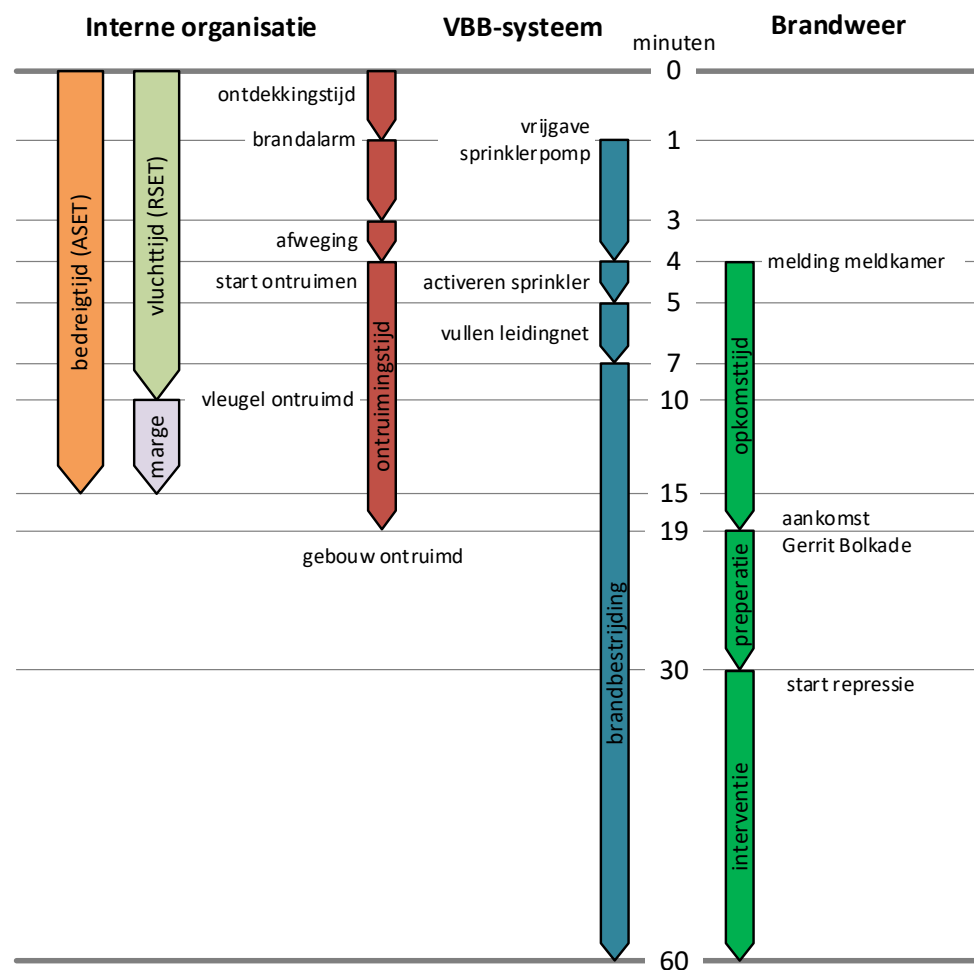 Interne organisatie
VBB-systeem
Brandweer
minuten
0
ontdekkingstijd
brandalarm
vrijgave
sprinklerpomp
1
3
afweging
4
melding meldkamer
start ontruimen
activeren sprinkler
5
vullen leidingnet
7
vleugel ontruimd
10
15
aankomst
Gerrit Bolkade
19
gebouw ontruimd
30
start repressie
60
bedreigtijd (ASET)
vluchttijd (RSET)
marge
ontruimingstijd
brandbestrijding
opkomsttijd
preperatie
interventie